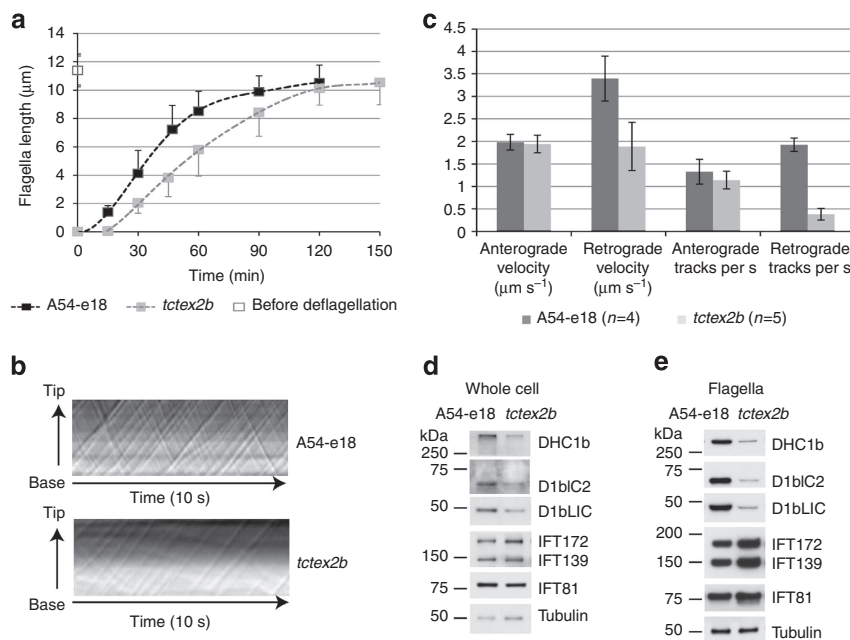 a
14
12
10
8
6
4
2
0
Flagella length (μm)
0 30 60 90 120 150
Time (min)
A54-e18 tctex2b Before deflagellation
b
Tip
Base
Time (10 s)
A54-e18
Tip
Base
Time (10 s)
tctex2b
c
4.5
4
3.5
3
2.5
2
1.5
1
0.5
0
Anterograde velocity (μm s–1)
Retrograde velocity (μm s–1)
Anterograde tracks per s
Retrograde tracks per s
A54-e18 (n=4) tctex2b (n=5)
d
Whole cell
A54-e18 tctex2b
kDa
250
DHC1b
75
D1bIC2
50
D1bLIC
IFT172
150
IFT139
75
IFT81
50
Tubulin
e
Flagella
A54-e18 tctex2b
kDa
250
DHC1b
75
D1bIC2
50
D1bLIC
200
IFT172
150
IFT139
75
IFT81
50
Tubulin